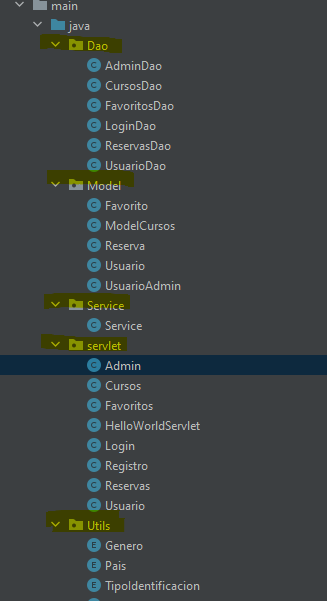 main
java
Dao
C AdminDao
C CursosDao
C FavoritosDao
C LoginDao
C ReservasDao
C UsuarioDao
Model
C Favorito
C ModelCursos
C Reserva
C Usuario
C UsuarioAdmin
Service
C Service
servlet
C Admin
C Cursos
C Favoritos
C HelloWorldServlet
C Login
C Registro
C Reservas
C Usuario
Utils
E Genero
E Pais
E TipoIdentificacion